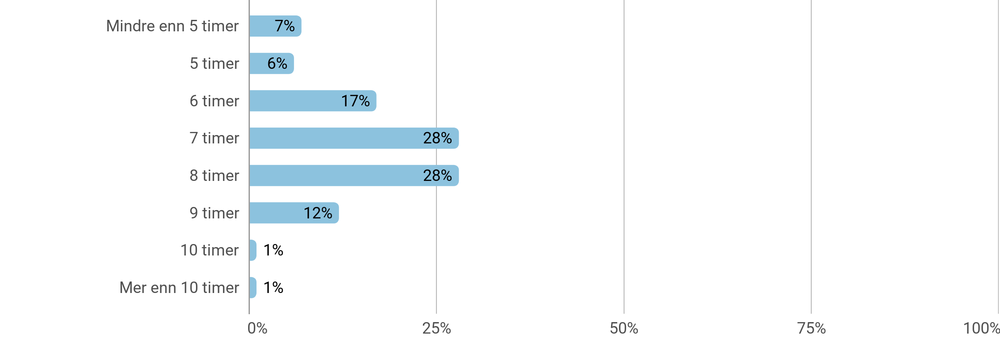 Mindre enn 5 timer 7%
5 timer 6%
6 timer 17%
7 timer 28%
8 timer 28%
9 timer 12%
10 timer 1%
Mer enn 10 timer 1%
0% 25% 50% 75% 100%